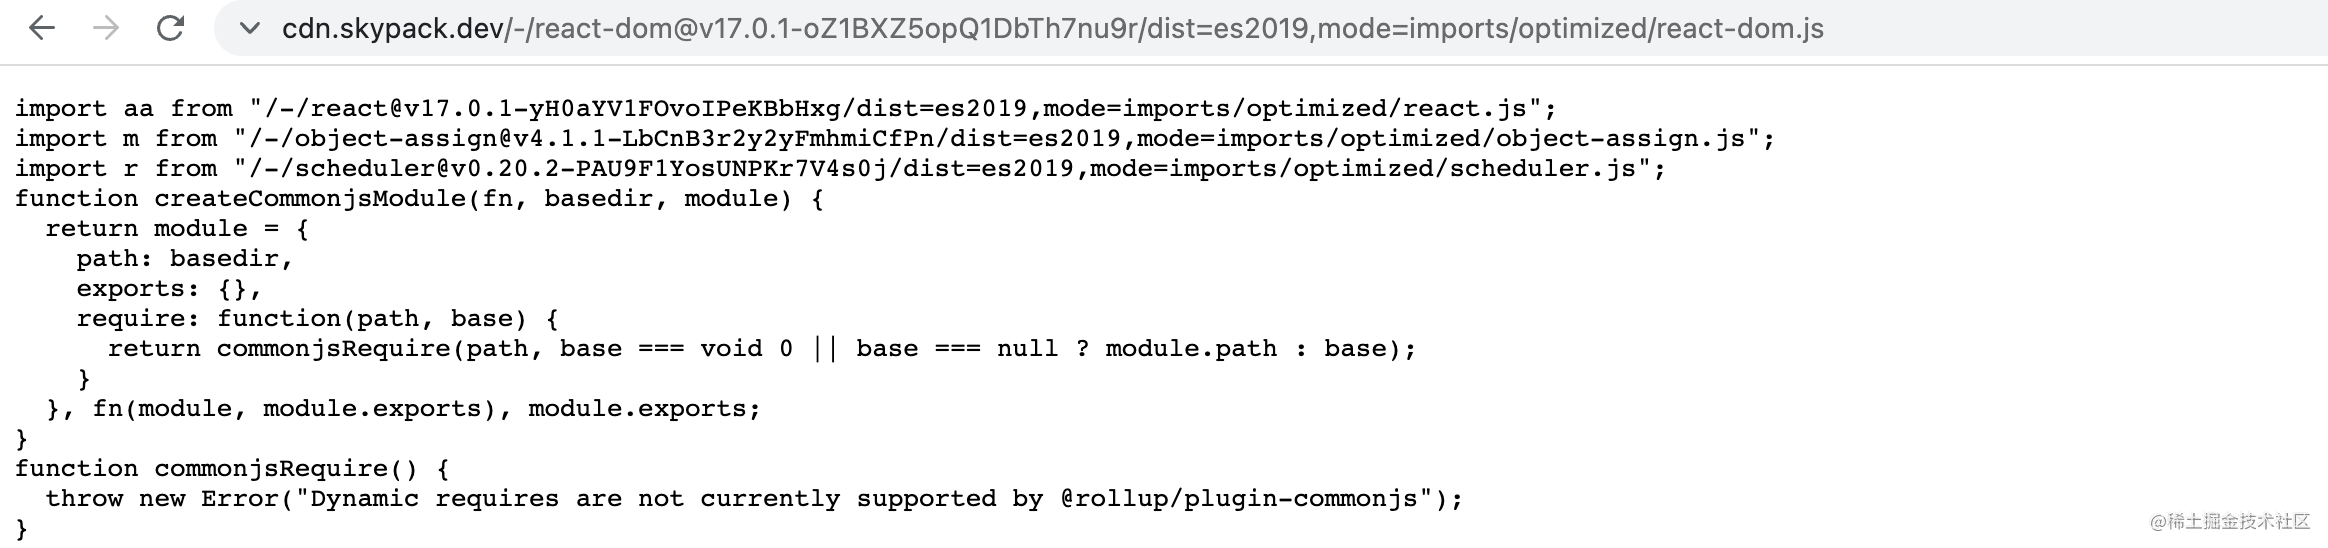 cdn.skypack.dev/-/react-dom@v17.0.1-oZ1BXZ5opQ1DbTh7nu9r/dist=es2019,mode=imports/optimized/react-dom.js
import aa from "/-/react@v17.0.1-yH0aYV1FOvoIPeKBbHxg/dist=es2019,mode=imports/optimized/react.js";
import m from "/-/object-assign@v4.1.1-LbCnB3r2y2yFmhmiCfPn/dist=es2019,mode=imports/optimized/object-assign.js";
import r from "/-/scheduler@v0.20.2-PAU9F1YosUNPKr7V4s0j/dist=es2019,mode=imports/optimized/scheduler.js";
function createCommonjsModule(fn, basedir, module) {
  return module = {
    path: basedir,
    exports: {},
    require: function(path, base) {
      return commonjsRequire(path, base === void 0 || base === null ? module.path : base);
    }
  }, fn(module, module.exports), module.exports;
}
function commonjsRequire() {
  throw new Error("Dynamic requires are not currently supported by @rollup/plugin-commonjs");
}
@稀土掘金技术社区